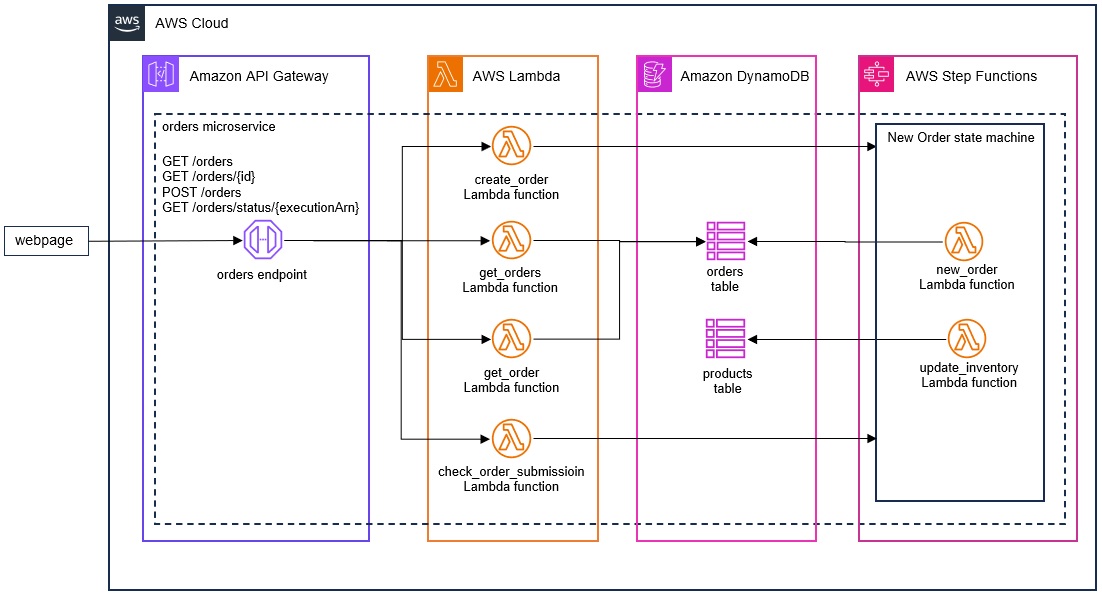 aws
AWS Cloud
Amazon API Gateway
AWS Lambda
Amazon DynamoDB
AWS Step Functions
orders microservice
GET /orders
GET /orders/{id}
POST /orders
GET /orders/status/{executionArn}
orders endpoint
webpage
create_order
Lambda function
get_orders
Lambda function
get_order
Lambda function
check_order_submissioin
Lambda function
orders
table
products
table
New Order state machine
new_order
Lambda function
update_inventory
Lambda function